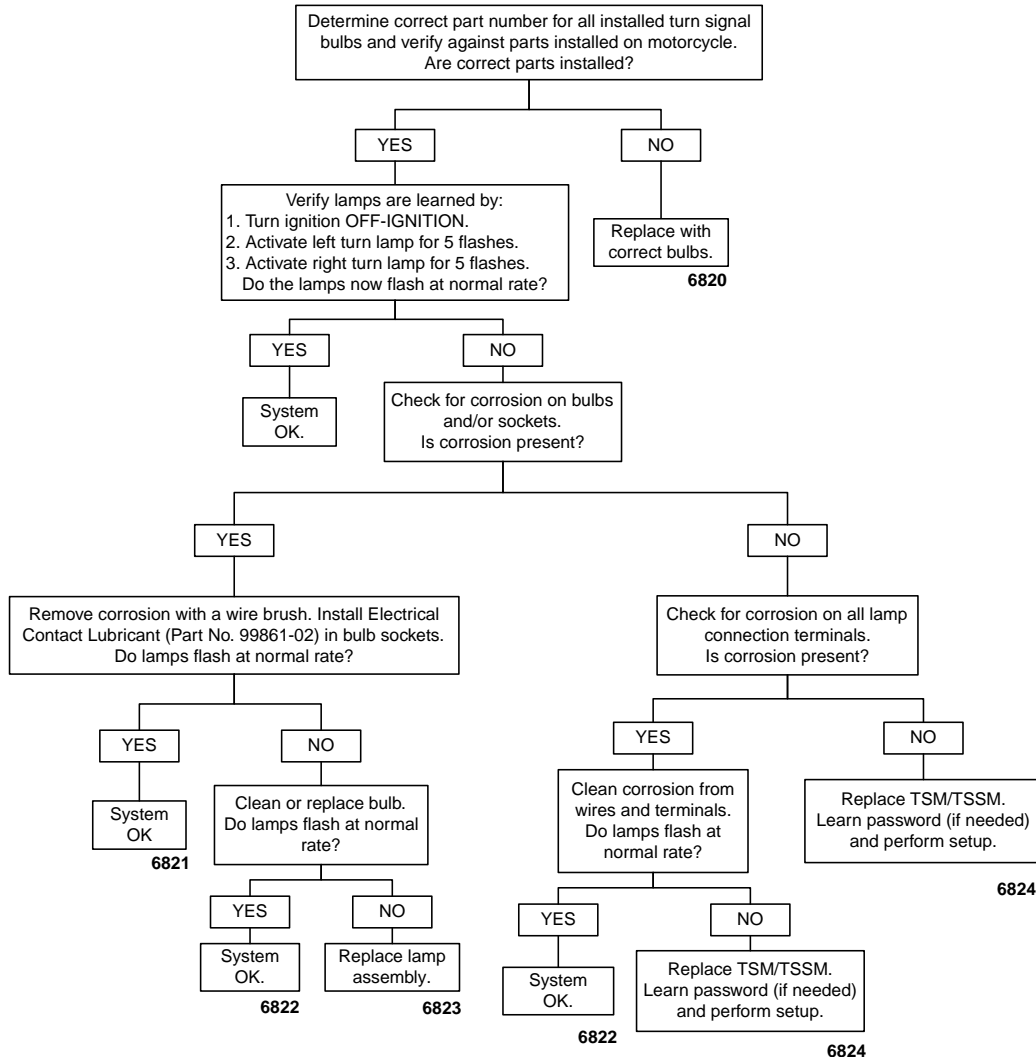 Determine correct part number for all installed turn signal
bulbs and verify against parts installed on motorcycle.
Are correct parts installed?
YES
NO
Verify lamps are learned by:
1. Turn ignition OFF-IGNITION.
2. Activate left turn lamp for 5 flashes.
3. Activate right turn lamp for 5 flashes.
Do the lamps now flash at normal rate?
Replace with
correct bulbs.
6820
YES
NO
System
OK.
Check for corrosion on bulbs
and/or sockets.
Is corrosion present?
YES
NO
Remove corrosion with a wire brush. Install Electrical
Contact Lubricant (Part No. 99861-02) in bulb sockets.
Do lamps flash at normal rate?
Check for corrosion on all lamp
connection terminals.
Is corrosion present?
YES
NO
YES
NO
System
OK
6821
Clean or replace bulb.
Do lamps flash at normal
rate?
Clean corrosion from
wires and terminals.
Do lamps flash at
normal rate?
Replace TSM/TSSM.
Learn password (if needed)
and perform setup.
6824
YES
NO
YES
NO
System
OK.
6822
Replace lamp
assembly.
6823
System
OK.
6822
Replace TSM/TSSM.
Learn password (if needed)
and perform setup.
6824